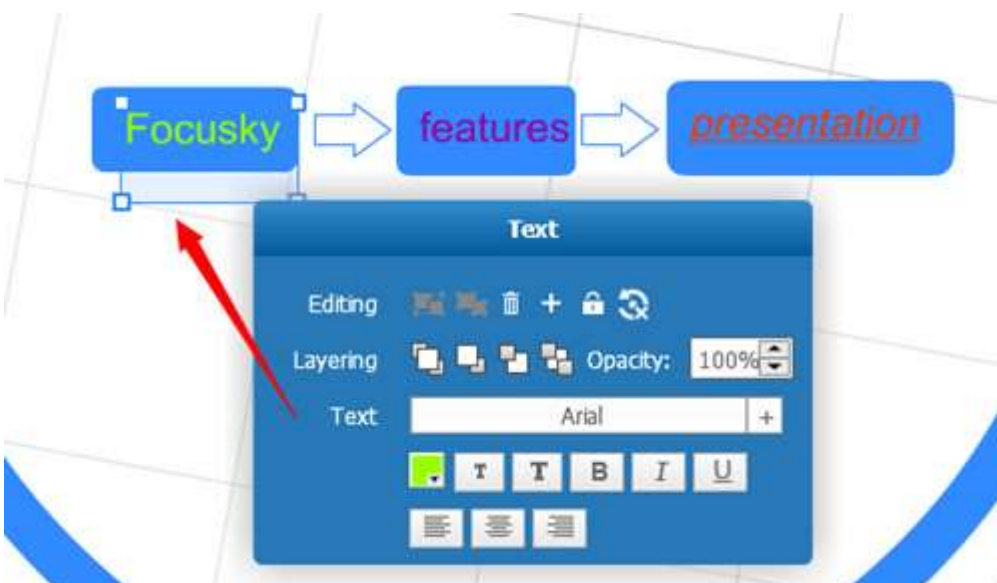 Focusky features presentation
Text
Editing
Layering Opacity: 100%
Text Arial +
T T B I U